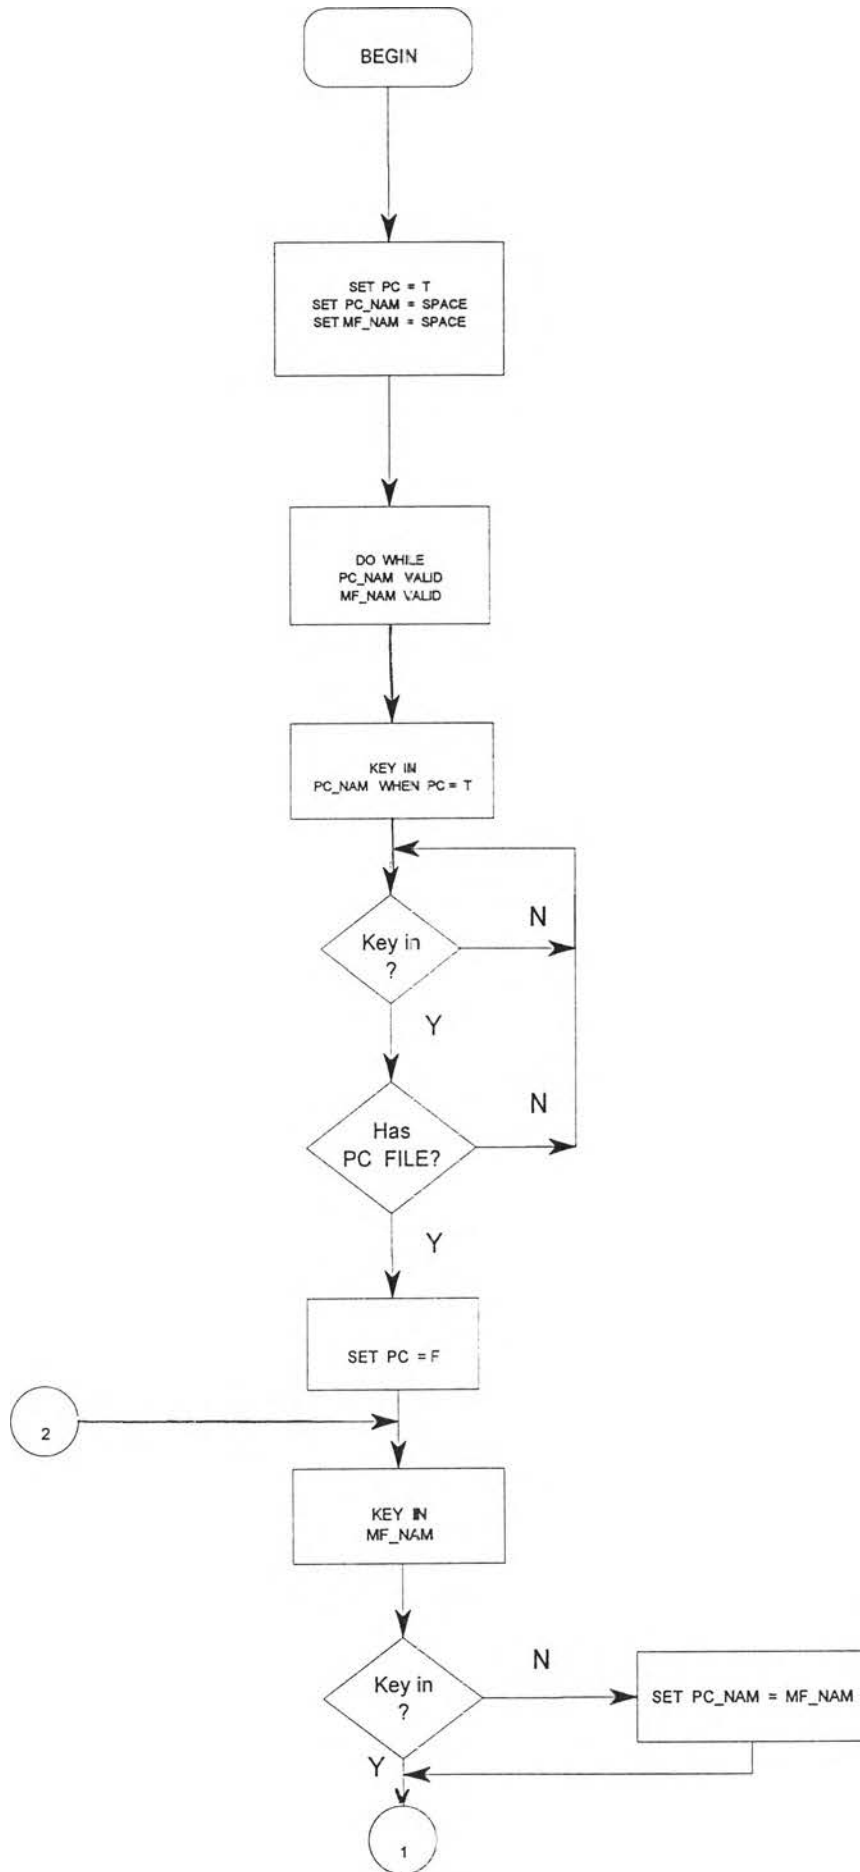 BEGIN
SET PC = T
SET PC_NAM = SPACE
SET MF_NAM = SPACE
DO WHILE
PC_NAM VALID
MF_NAM VALID
KEY IN
PC_NAM WHEN PC = T
N
Key in
?
Y
N
Has
PC FILE?
Y
SET PC = F
2
KEY IN
MF_NAM
N
Key in
?
SET PC_NAM = MF_NAM
Y
1